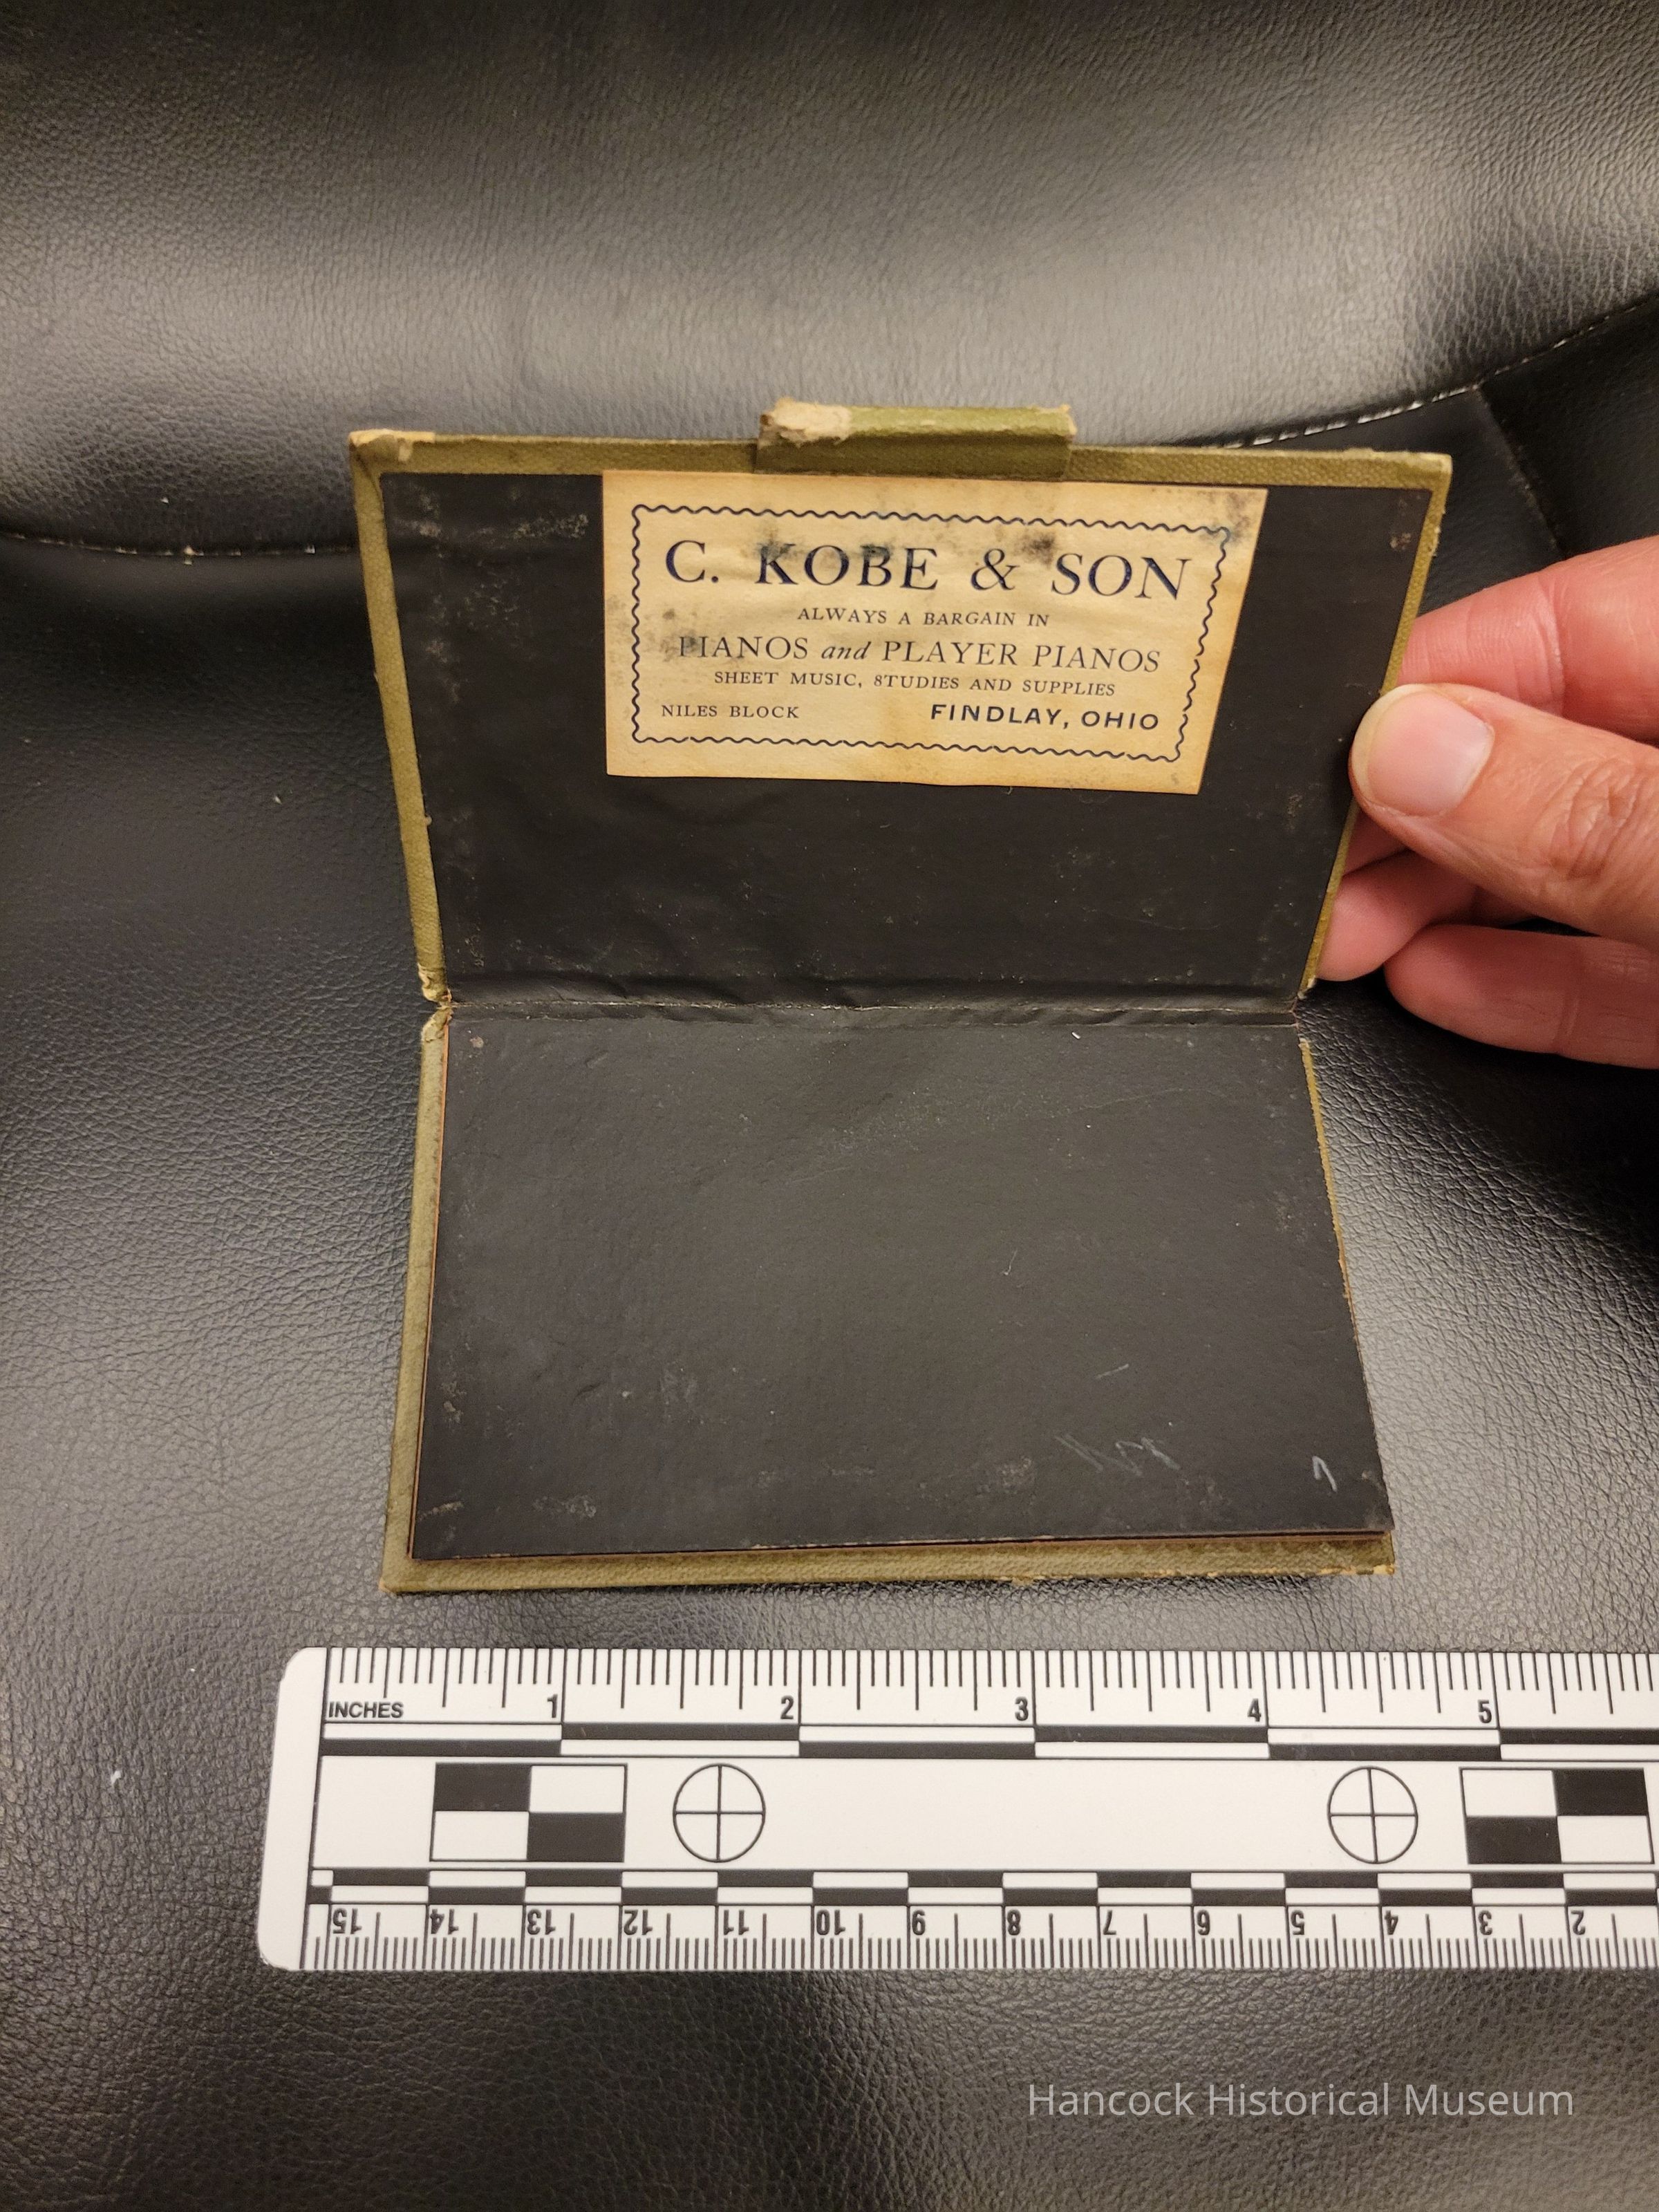 C. KOBE & SON
ALWAYS A BARGAIN IN
PIANOS and PLAYER PIANOS
SHEET MUSIC, STUDIES AND SUPPLIES
NILES BLOCK FINDLAY, OHIO
INCHES 1 2 3 4 5
15 14 13 12 11 10 9 8 7 6 5 4 3 2
Hancock Historical Museum